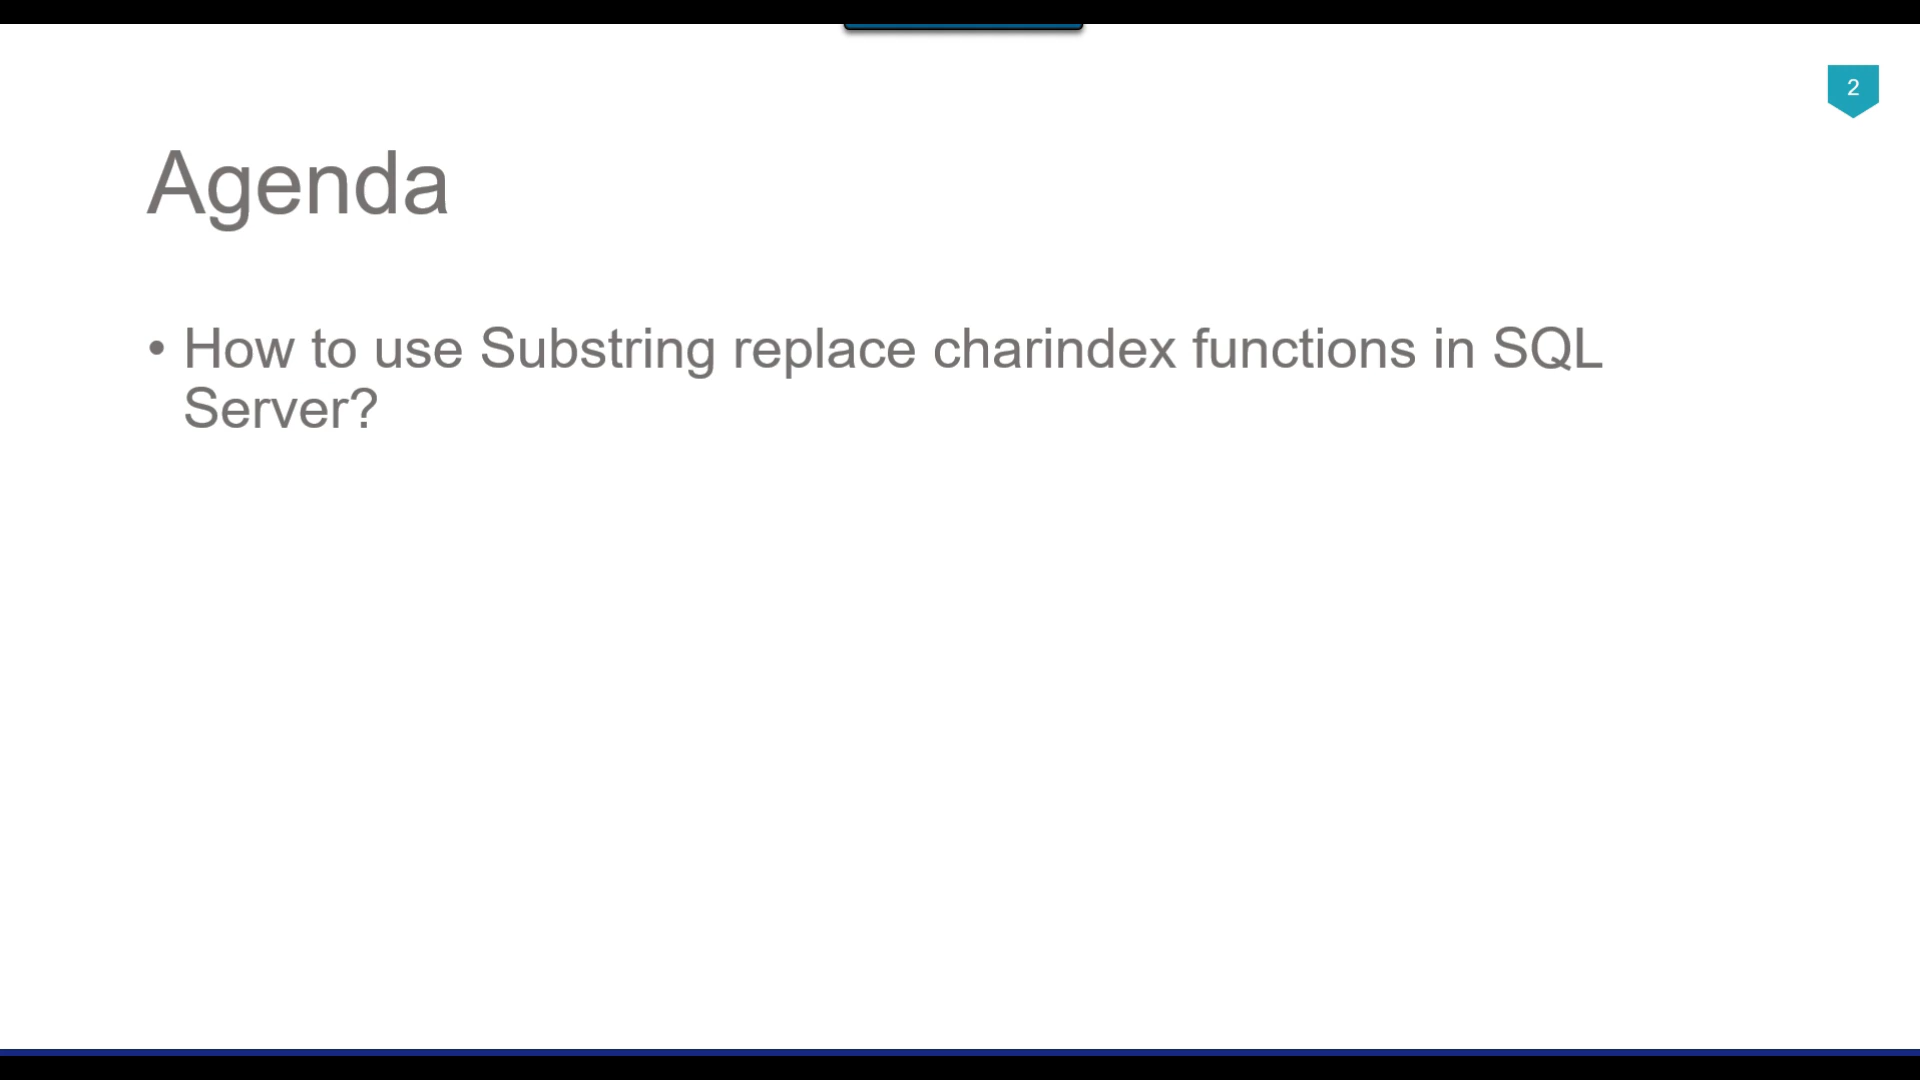 2
Agenda
• How to use Substring replace charindex functions in SQL
Server?